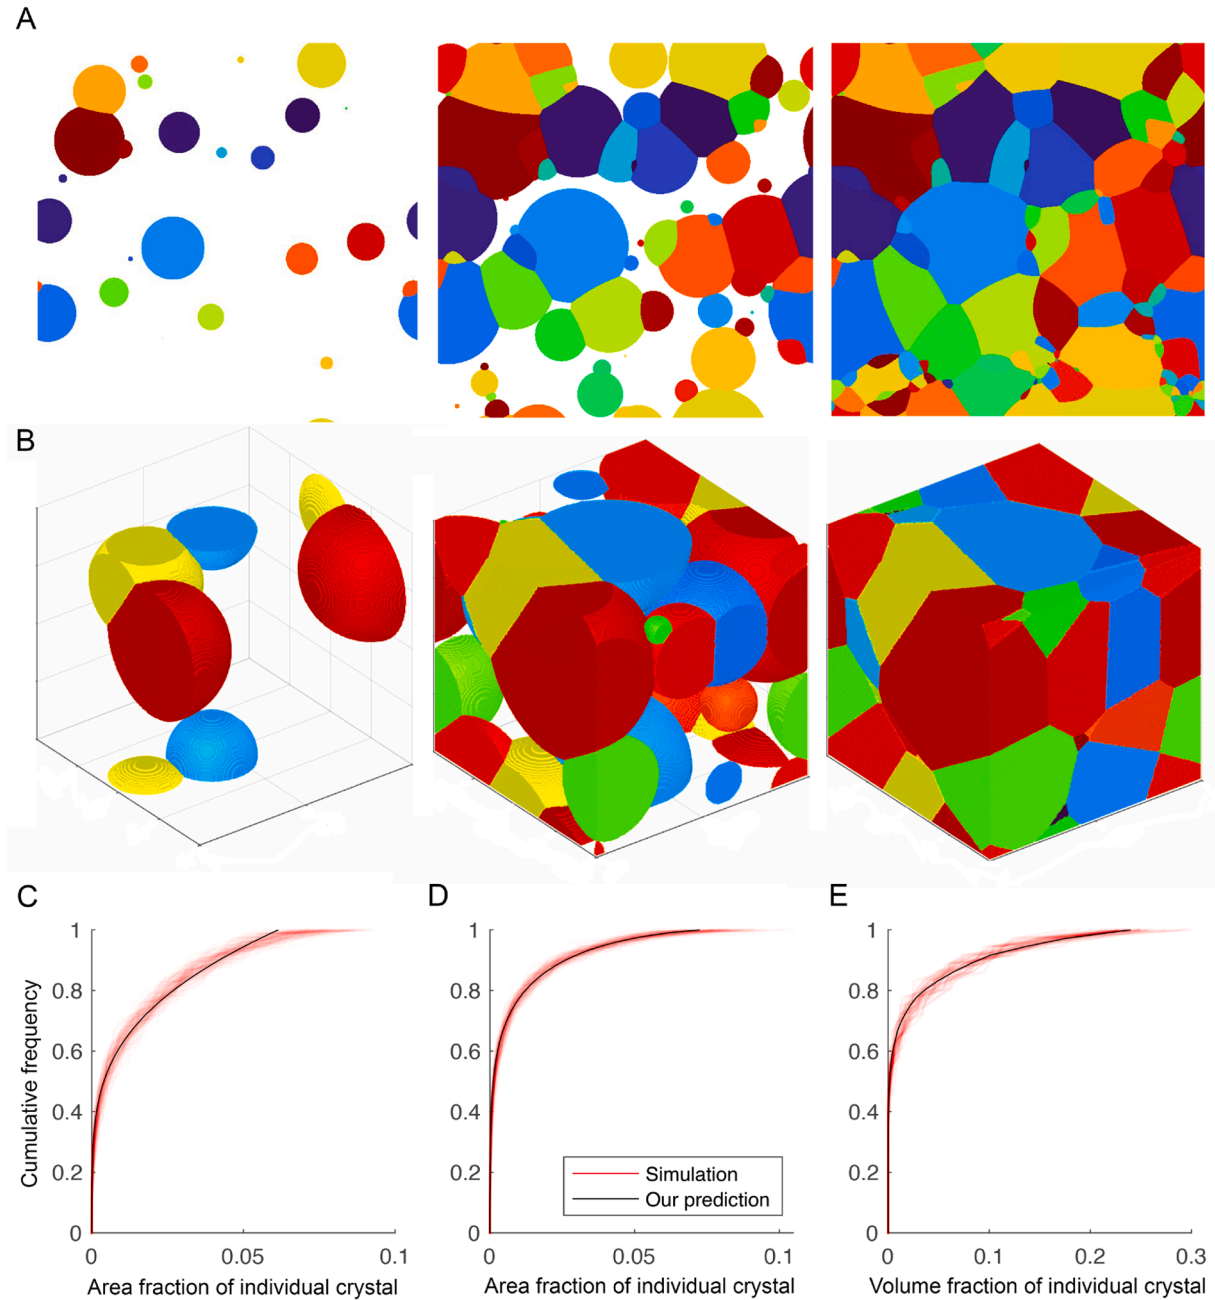 A
B
C
D
E
1
0.8
0.6
0.4
0.2
0
Cumulative frequency
0
0.05
0.1
Area fraction of individual crystal
1
0.8
0.6
0.4
0.2
0
Simulation
Our prediction
0
0.05
0.1
Area fraction of individual crystal
1
0.8
0.6
0.4
0.2
0
0
0.1
0.2
0.3
Volume fraction of individual crystal